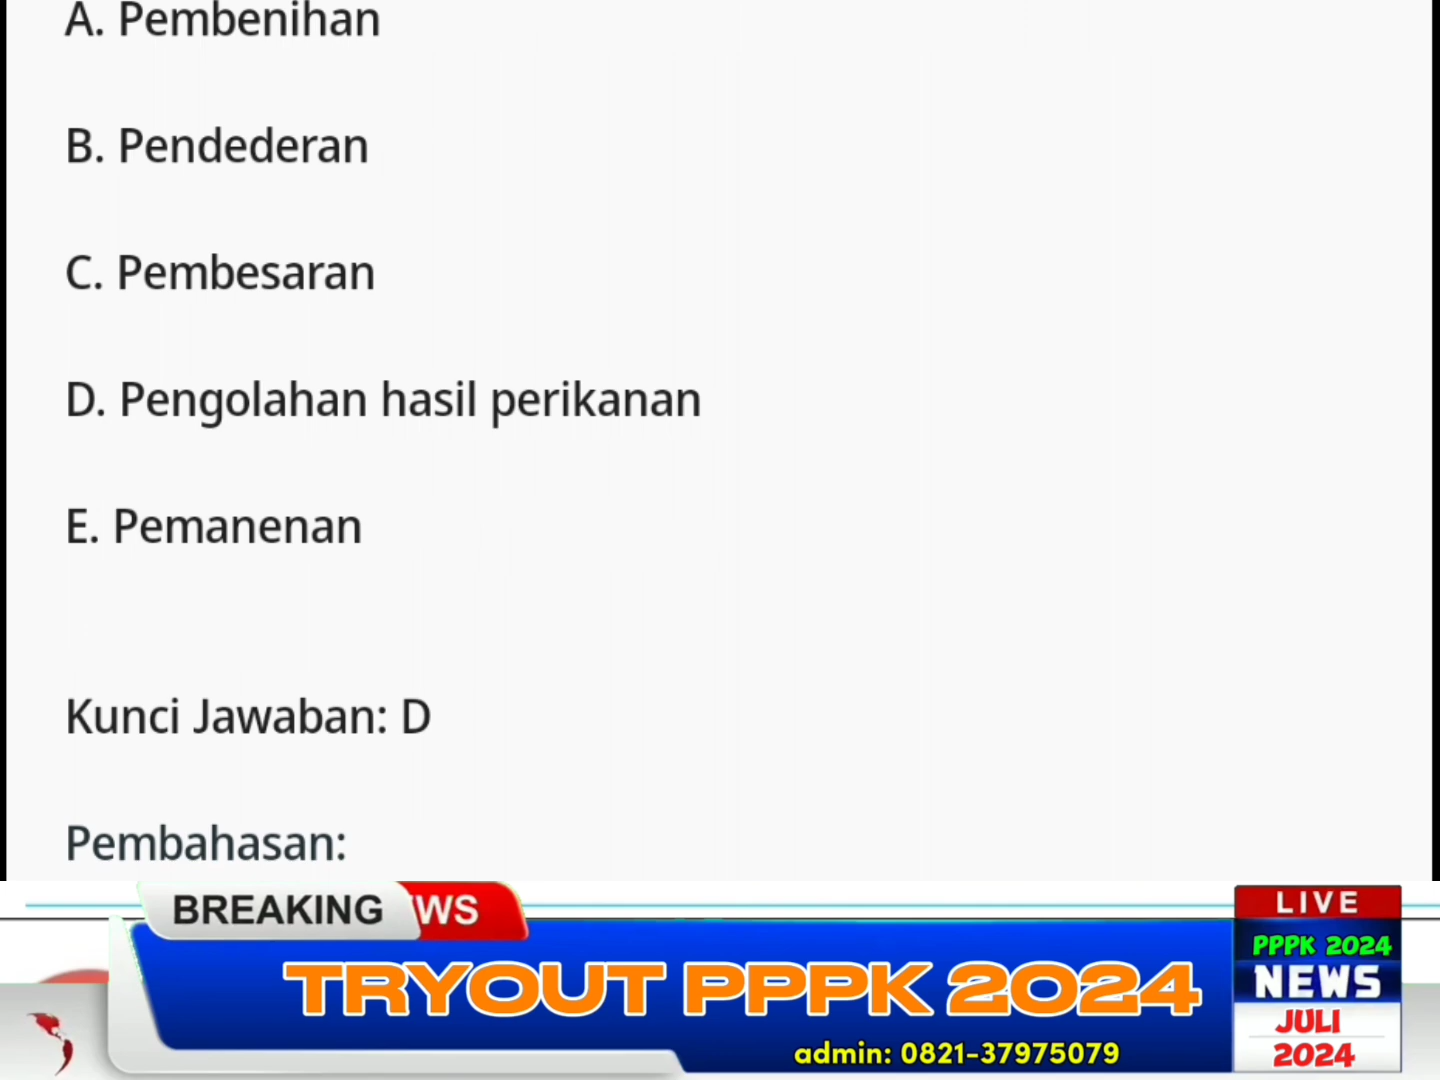 A. Pembenihan
B. Pendederan
C. Pembesaran
D. Pengolahan hasil perikanan
E. Pemanenan
Kunci Jawaban: D
Pembahasan:
BREAKING WS
TRYOUT PPPK 2024
admin: 0821-37975079
LIVE
PPPK 2024
NEWS
JULI
2024